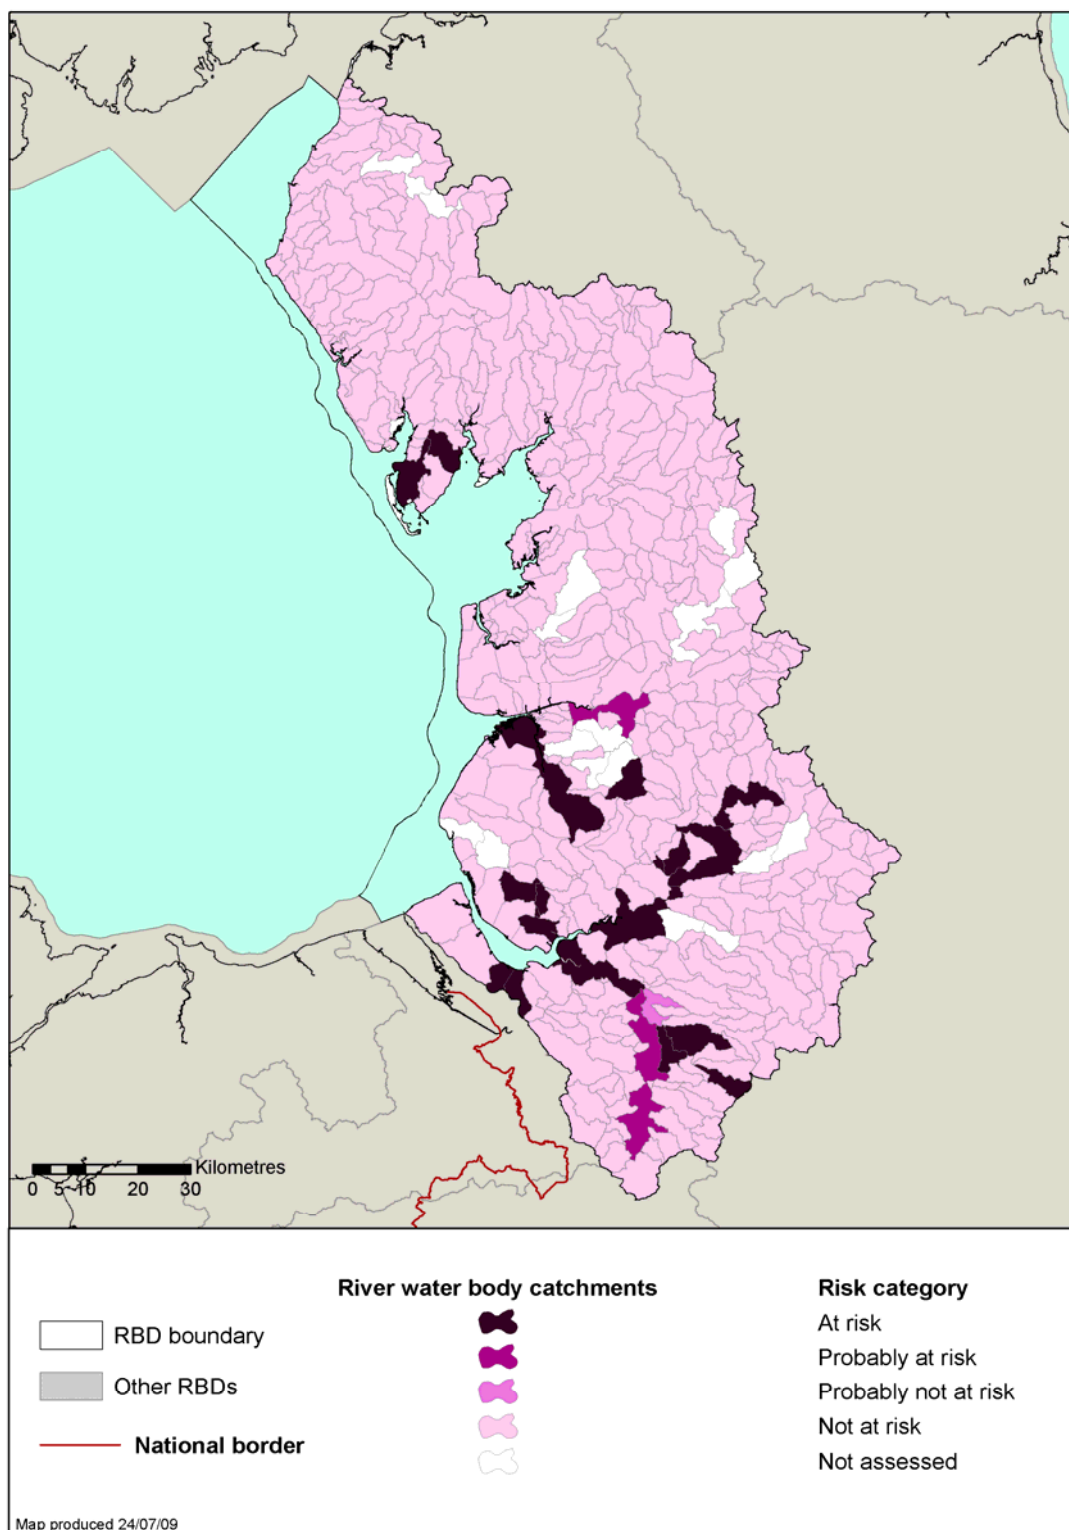 Kilometres
0 5 10 20 30
River water body catchments Risk category
At risk
RBD boundary
Probably at risk
Other RBDs
Probably not at risk
Not at risk
National border
Not assessed
Map produced 24/07/09